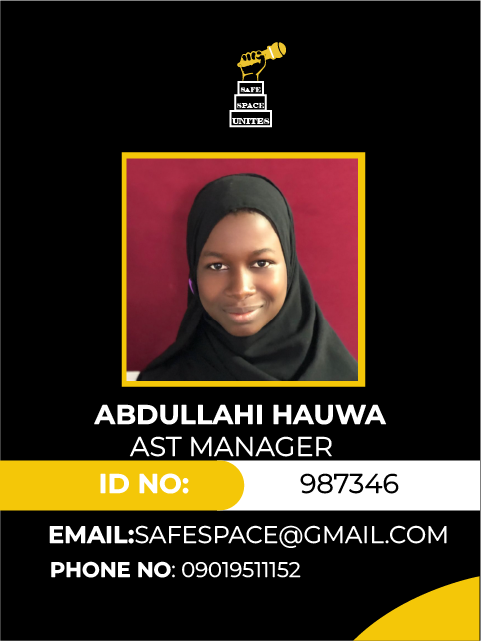 SAFE
SPACE
UNITES
ABDULLAHI HAUWA
AST MANAGER
ID NO: 987346
EMAIL:SAFESPACE@GMAIL.COM
PHONE NO: 09019511152